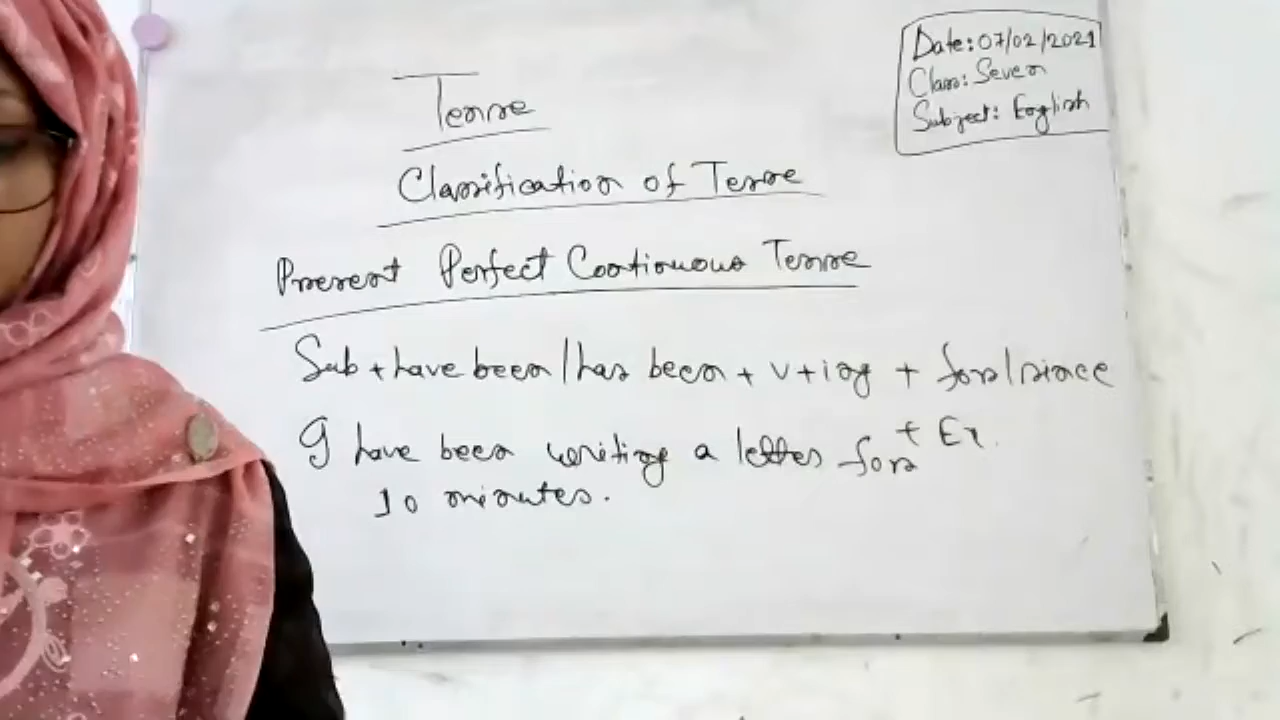 Date: 07/02/2021
Class: Seven
Subject: English
Tense
Classification of Tense
Present Perfect Continuous Tense
Sub + have been / has been + v + ing + for / since
+ Ex.
I have been writing a letter for
10 minutes.